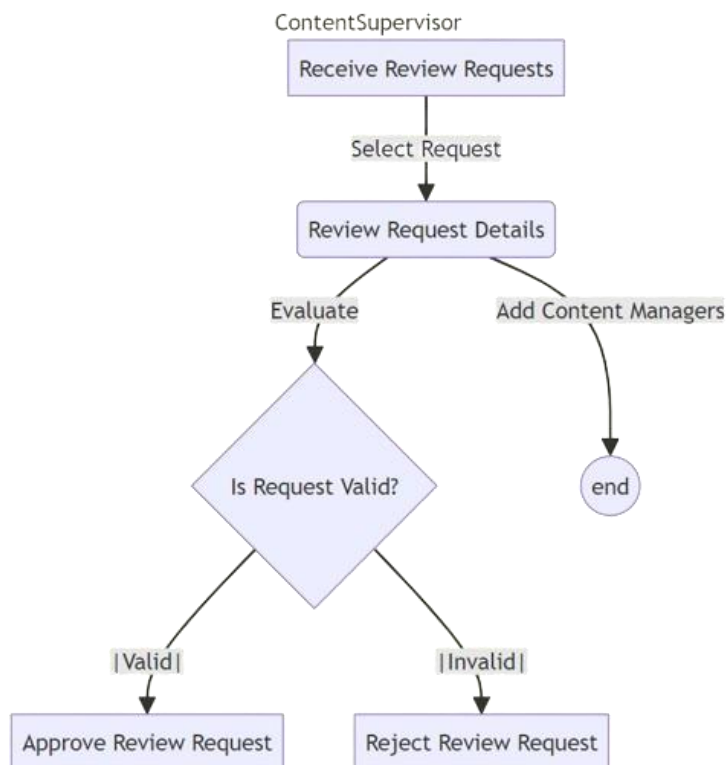 ContentSupervisor
Receive Review Requests
Select Request
Review Request Details
Evaluate
Add Content Managers
Is Request Valid?
end
|Valid|
|Invalid|
Approve Review Request
Reject Review Request